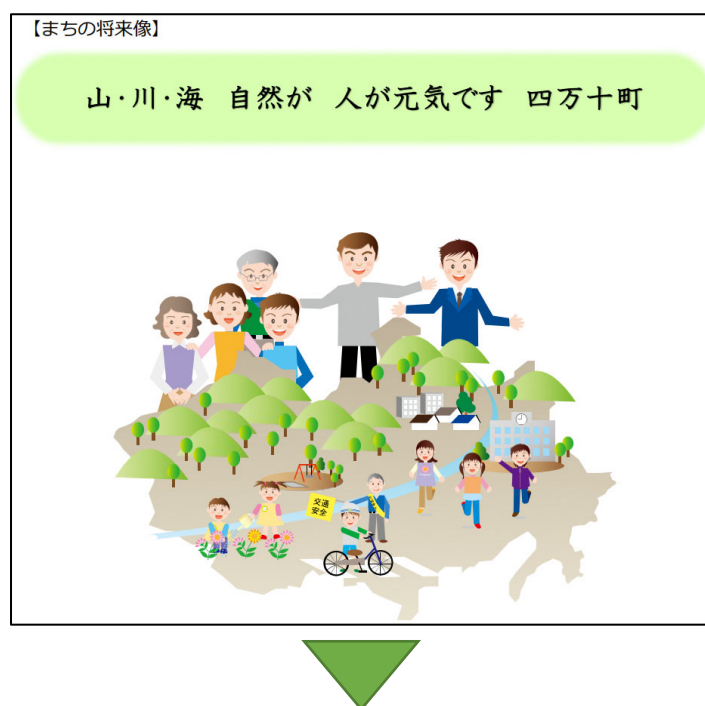 【まちの将来像】
山・川・海　自然が　人が元気です　四万十町
交通
安全